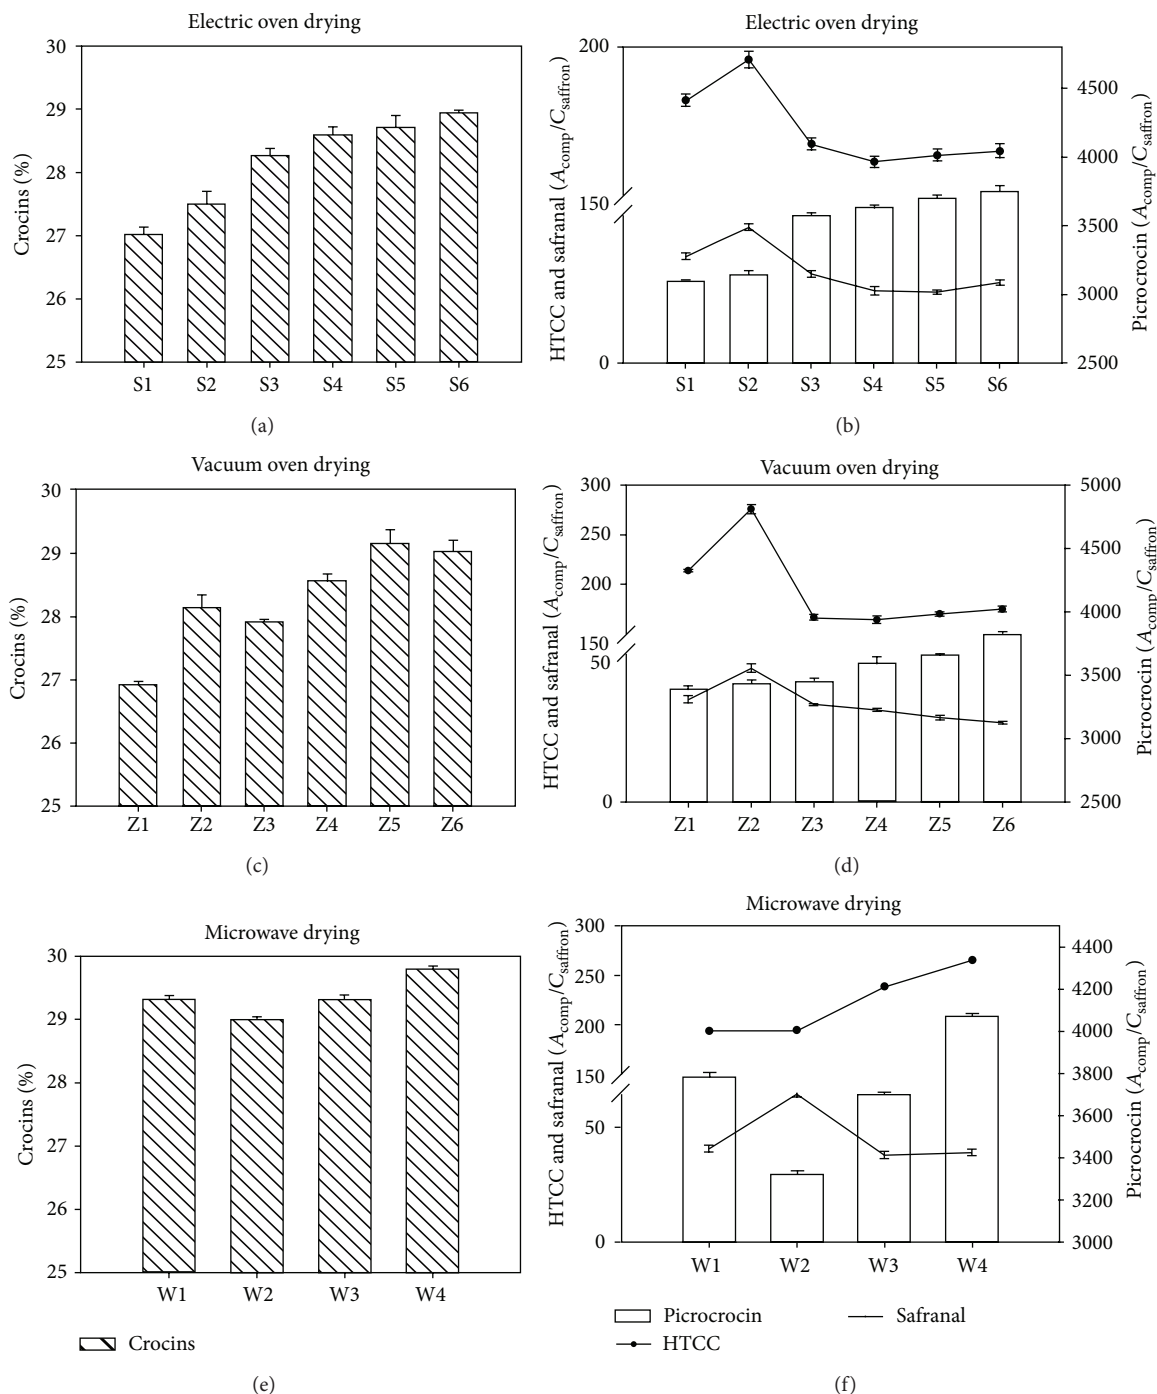 Electric oven drying
30
29
28
27
26
25
Crocins (%)
S1 S2 S3 S4 S5 S6
(a)
Electric oven drying
200
150
0
HTCC and safranal (A_comp/C_saffron)
4500
4000
3500
3000
2500
Picrocrocin (A_comp/C_saffron)
S1 S2 S3 S4 S5 S6
(b)
Vacuum oven drying
30
29
28
27
26
25
Crocins (%)
Z1 Z2 Z3 Z4 Z5 Z6
(c)
Vacuum oven drying
300
250
200
150
50
0
HTCC and safranal (A_comp/C_saffron)
5000
4500
4000
3500
3000
2500
Picrocrocin (A_comp/C_saffron)
Z1 Z2 Z3 Z4 Z5 Z6
(d)
Microwave drying
30
29
28
27
26
25
Crocins (%)
W1 W2 W3 W4
Crocins
(e)
Microwave drying
300
250
200
150
50
0
HTCC and safranal (A_comp/C_saffron)
4400
4200
4000
3800
3600
3400
3200
3000
Picrocrocin (A_comp/C_saffron)
W1 W2 W3 W4
Picrocrocin
HTCC
Safranal
(f)